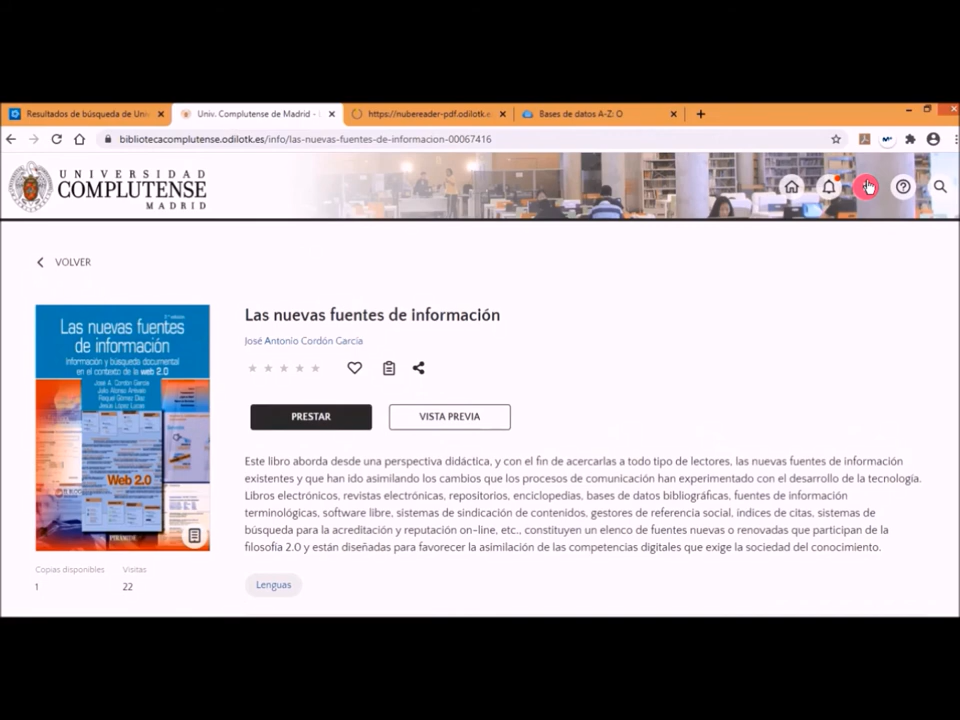 Resultados de búsqueda de Uni
Univ. Complutense de Madrid -
https://nubereader-pdf.odilotk.e
Bases de datos A-Z: O
bibliotecacomplutense.odilotk.es/info/las-nuevas-fuentes-de-informacion-00067416
UNIVERSIDAD
COMPLUTENSE
MADRID
VOLVER
2.ª edición
Las nuevas fuentes
de información
Información y búsqueda documental
en el contexto de la web 2.0
José A. Cordón García
Julio Alonso Arévalo
Raquel Gómez Díaz
Jesús López Lucas
Web 2.0
PIRÁMIDE
Copias disponibles
Visitas
1
22
Las nuevas fuentes de información
José Antonio Cordón García
PRESTAR
VISTA PREVIA
Este libro aborda desde una perspectiva didáctica, y con el fin de acercarlas a todo tipo de lectores, las nuevas fuentes de información
existentes y que han ido asimilando los cambios que los procesos de comunicación han experimentado con el desarrollo de la tecnología.
Libros electrónicos, revistas electrónicas, repositorios, enciclopedias, bases de datos bibliográficas, fuentes de información
terminológicas, software libre, sistemas de sindicación de contenidos, gestores de referencia social, índices de citas, sistemas de
búsqueda para la acreditación y reputación on-line, etc., constituyen un elenco de fuentes nuevas o renovadas que participan de la
filosofía 2.0 y están diseñadas para favorecer la asimilación de las competencias digitales que exige la sociedad del conocimiento.
Lenguas